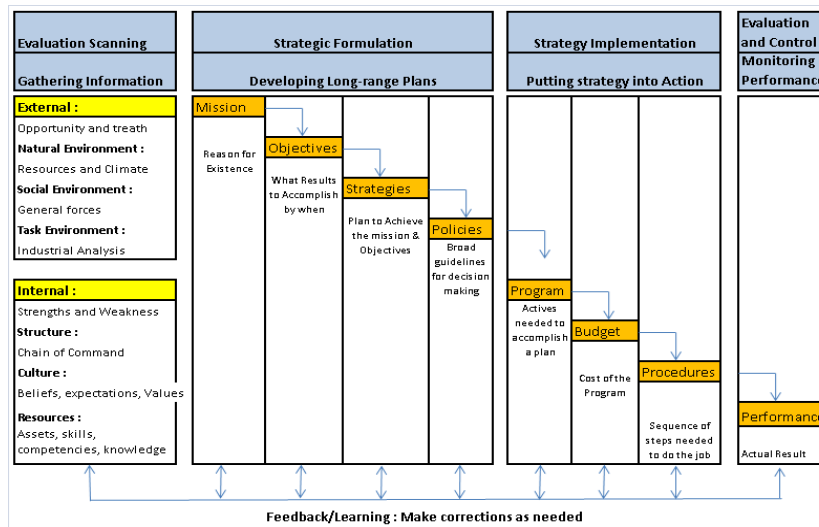 Evaluation Scanning
Gathering Information
Strategic Formulation
Developing Long-range Plans
Strategy Implementation
Putting strategy into Action
Evaluation
and Control
Monitoring
Performance
External :
Opportunity and treath
Natural Environment :
Resources and Climate
Social Environment :
General forces
Task Environment :
Industrial Analysis
Internal :
Strengths and Weakness
Structure :
Chain of Command
Culture :
Beliefs, expectations, Values
Resources :
Assets, skills,
competencies, knowledge
Mission
Reason for
Existence
Objectives
What Results
to Accomplish
by when
Strategies
Plan to Achieve
the mission &
Objectives
Policies
Broad
guidelines
for decision
making
Program
Actives
needed to
accomplish
a plan
Budget
Cost of the
Program
Procedures
Sequence of
steps needed
to do the job
Performance
Actual Result
Feedback/Learning : Make corrections as needed